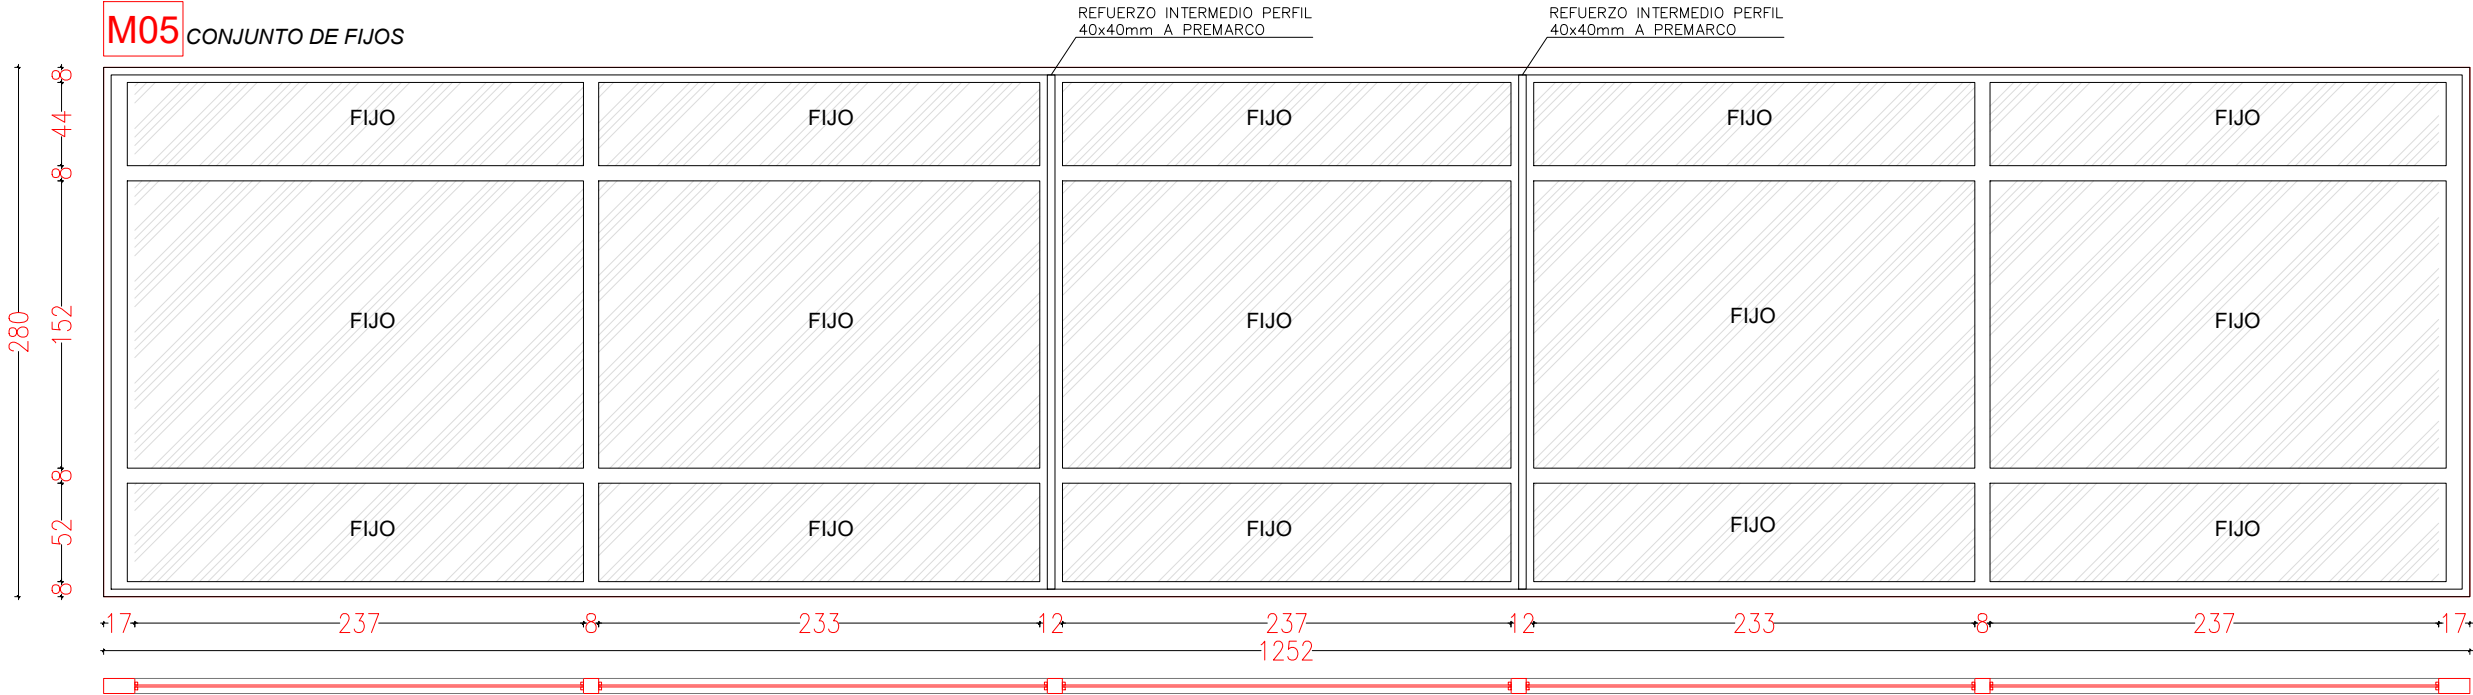 M05 CONJUNTO DE FIJOS
REFUERZO INTERMEDIO PERFIL
40x40mm A PREMARCO
REFUERZO INTERMEDIO PERFIL
40x40mm A PREMARCO
8
44
8
152
8
52
8
280
FIJO FIJO FIJO FIJO FIJO
FIJO FIJO FIJO FIJO FIJO
FIJO FIJO FIJO FIJO FIJO
17 237 8 233 12 237 12 233 8 237 17
1252